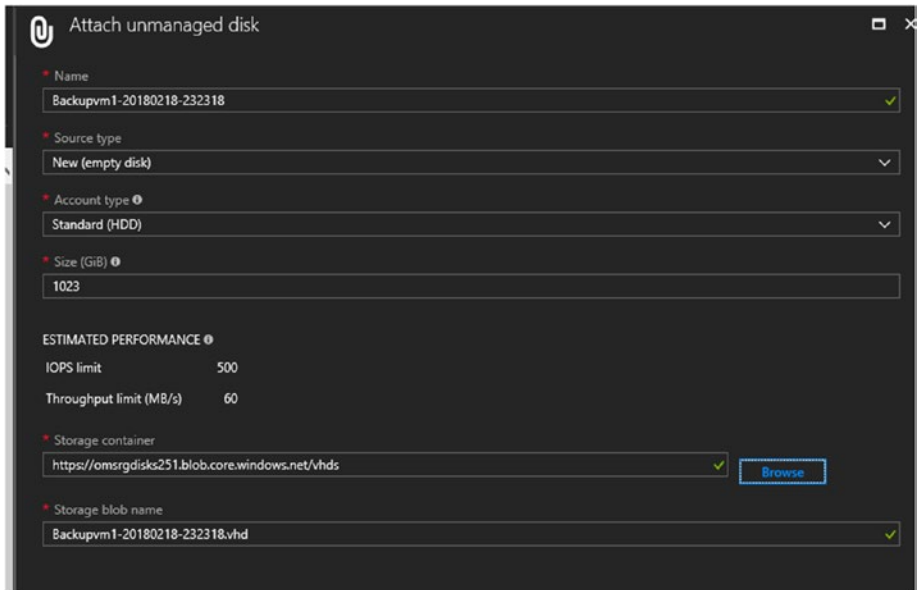 Attach unmanaged disk
* Name
Backupvm1-20180218-232318
* Source type
New (empty disk)
* Account type
Standard (HDD)
* Size (GiB)
1023
ESTIMATED PERFORMANCE
IOPS limit 500
Throughput limit (MB/s) 60
* Storage container
https://omsrgdisks251.blob.core.windows.net/vhds
Browse
* Storage blob name
Backupvm1-20180218-232318.vhd